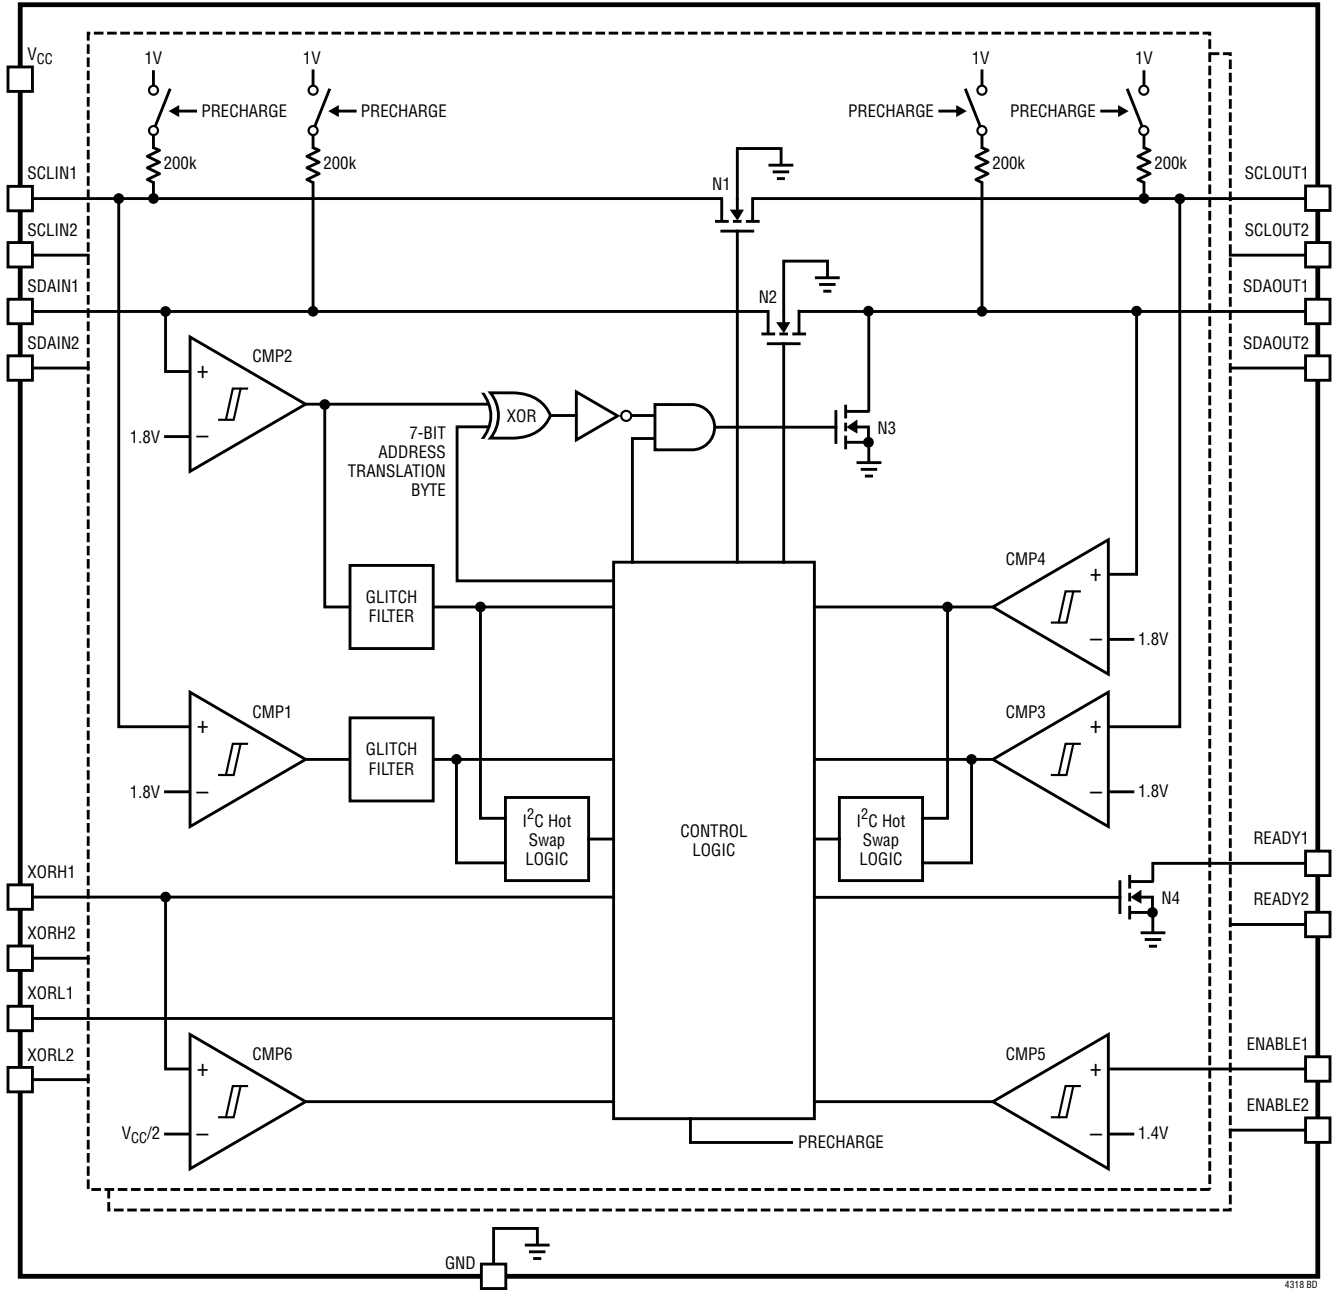 VCC
1V
1V
1V
1V
PRECHARGE
PRECHARGE
PRECHARGE
PRECHARGE
200k
200k
200k
200k
SCLIN1
N1
SCLOUT1
SCLIN2
SCLOUT2
SDAIN1
N2
SDAOUT1
SDAIN2
SDAOUT2
CMP2
+
1.8V
–
XOR
7-BIT
ADDRESS
TRANSLATION
BYTE
N3
GLITCH
FILTER
CMP4
+
–
1.8V
CMP1
+
1.8V
–
GLITCH
FILTER
CMP3
+
–
1.8V
I2C Hot
Swap
LOGIC
CONTROL
LOGIC
I2C Hot
Swap
LOGIC
READY1
XORH1
N4
READY2
XORH2
XORL1
XORL2
CMP6
+
VCC/2
–
CMP5
+
–
1.4V
ENABLE1
ENABLE2
PRECHARGE
GND
4318 BD